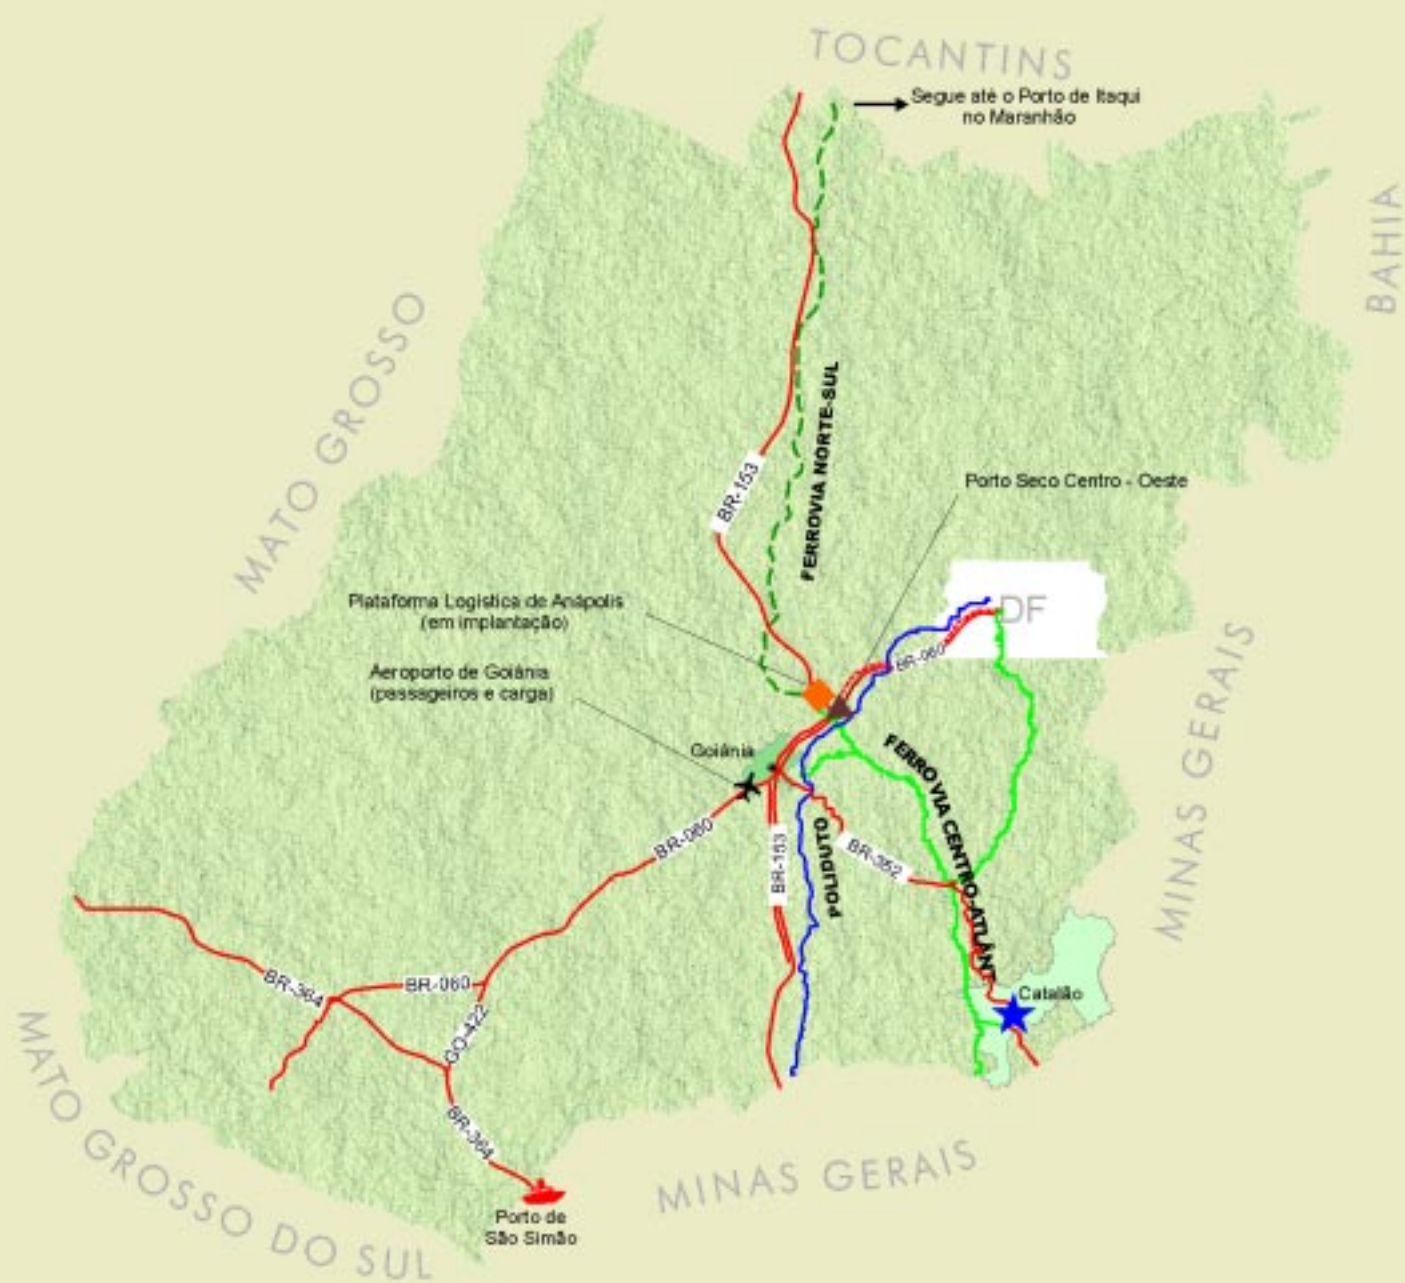 TOCANTINS
Segue até o Porto de Itaqui
no Maranhão
BAHIA
MATO GROSSO
FERROVIA NORTE-SUL
BR-153
Porto Seco Centro - Oeste
Plataforma Logística de Anápolis
(em implantação)
DF
BR-060
Aeroporto de Goiânia
(passageiros e carga)
MINAS GERAIS
Goiânia
FERROVIA CENTRO-ATLÂNT
BR-060
BR-153
POLIDUTO
BR-352
BR-364
BR-060
GO-422
Catalão
MATO GROSSO DO SUL
BR-364
MINAS GERAIS
Porto de
São Simão